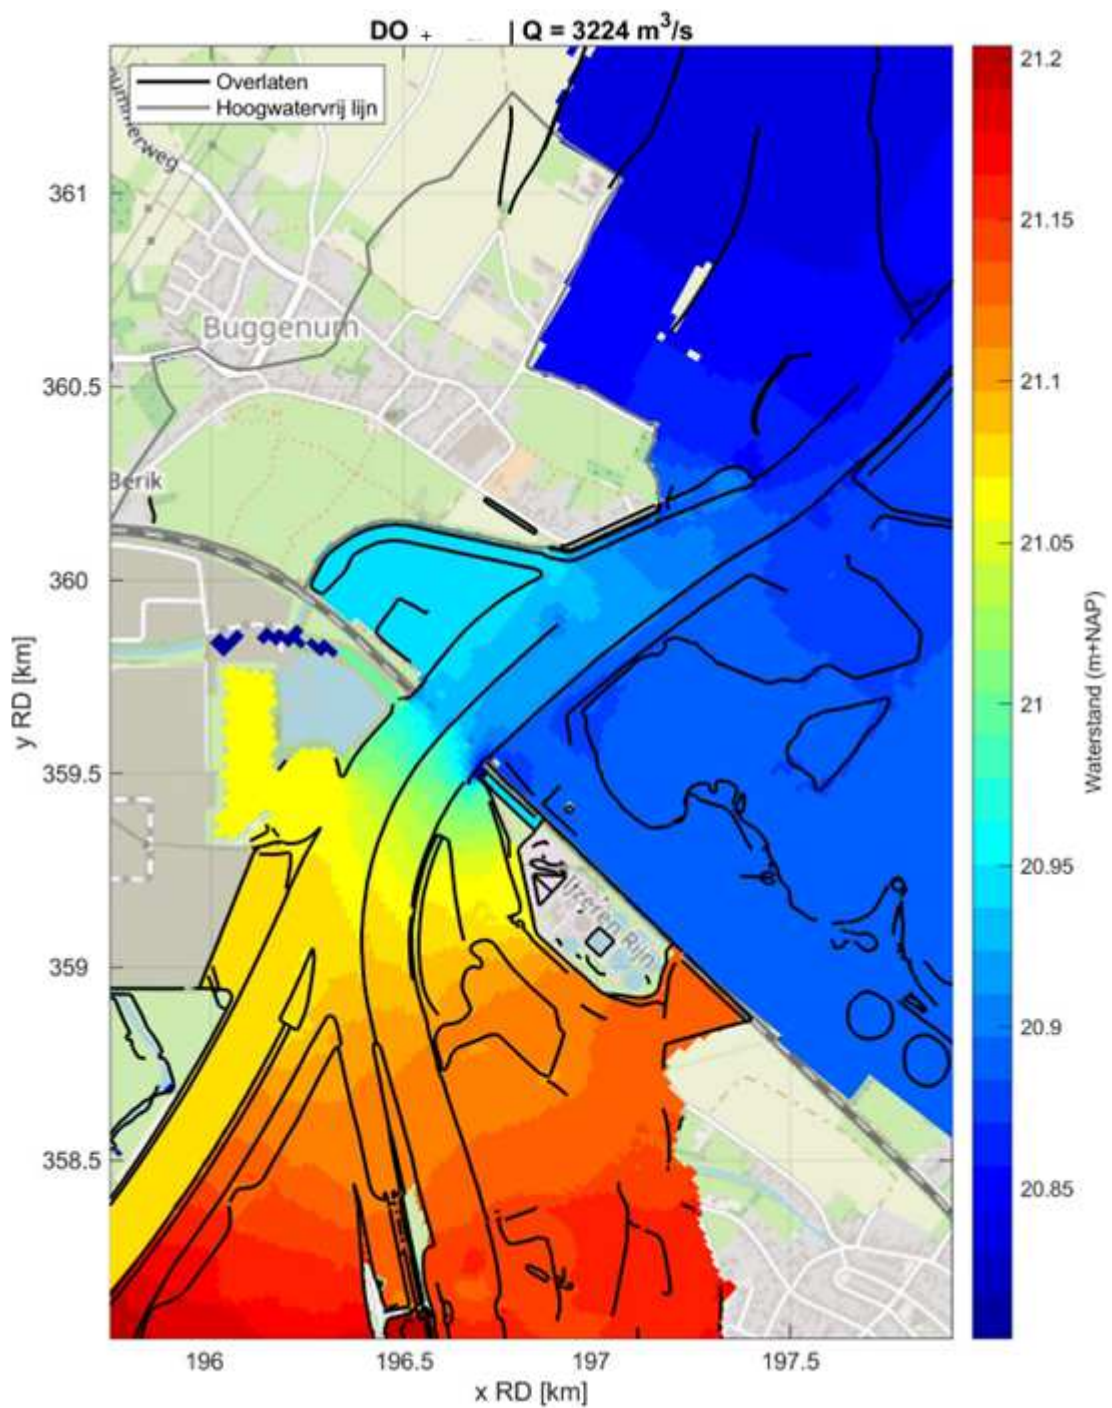 DO + | Q = 3224 m³/s
Overlaten
Hoogwatervrij lijn
361
360.5
360
359.5
359
358.5
y RD [km]
196
196.5
197
197.5
x RD [km]
Buggenum
Berik
IJzeren Rijn
21.2
21.15
21.1
21.05
21
20.95
20.9
20.85
Waterstand (m+NAP)